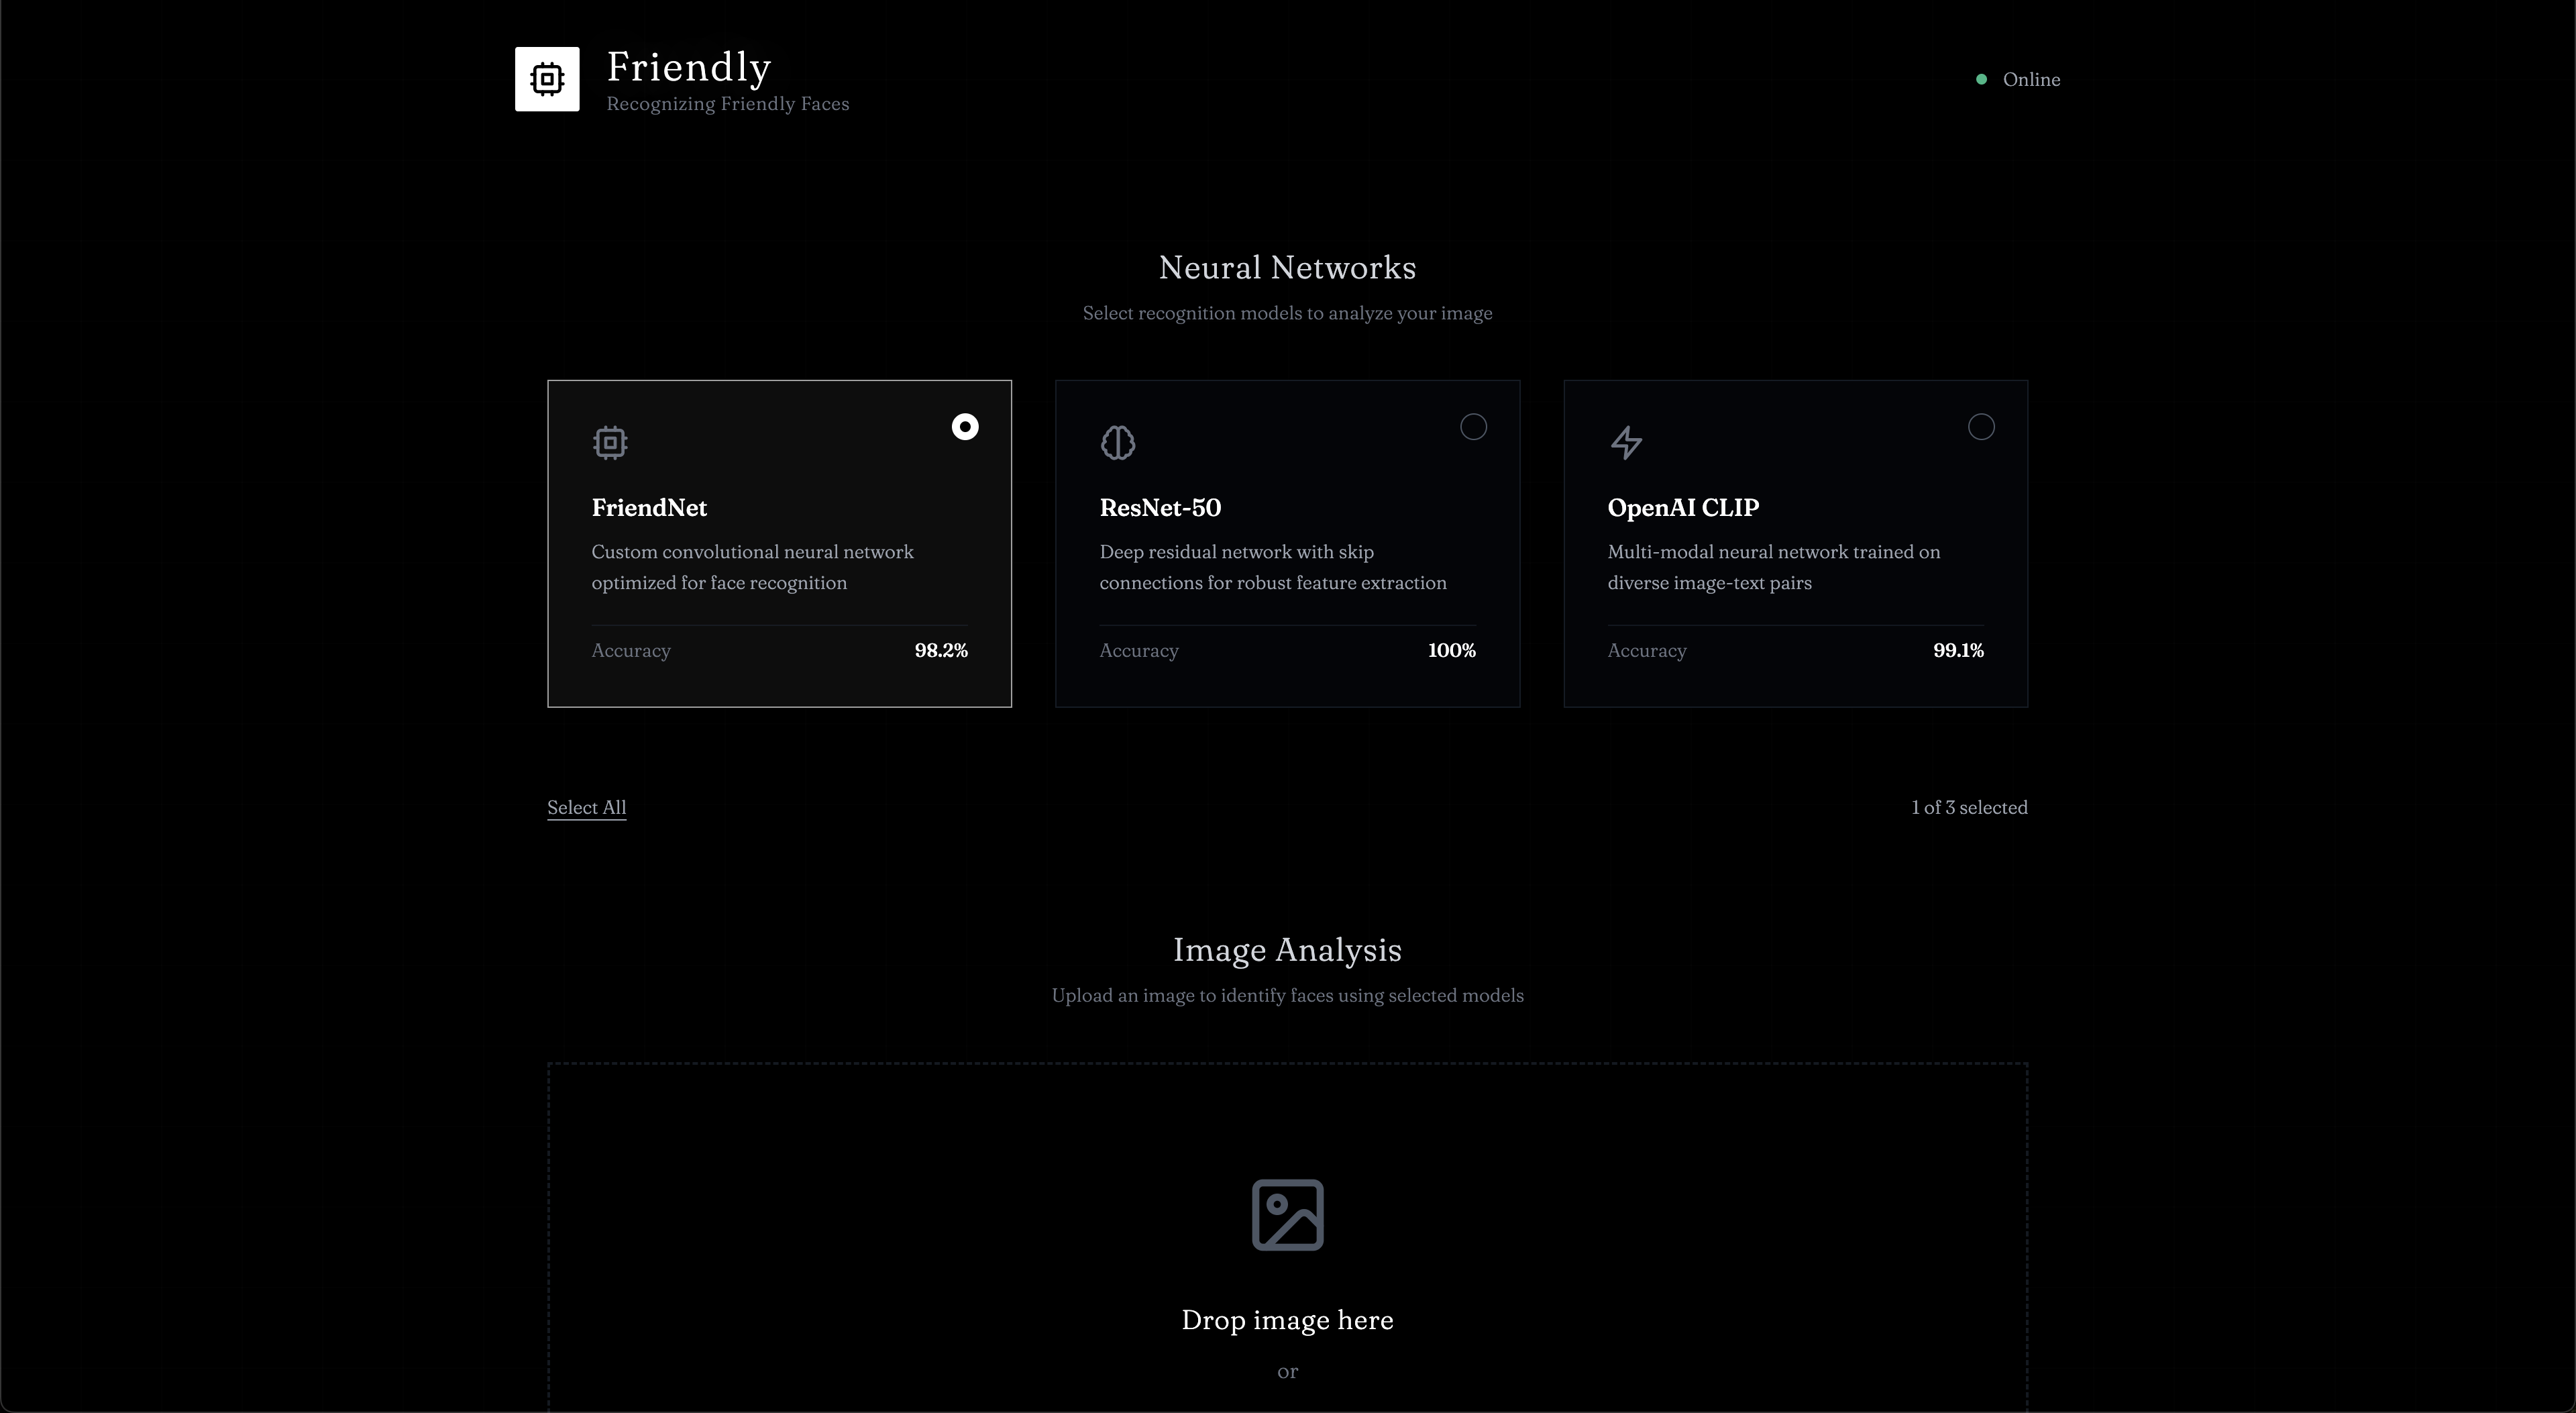 Friendly
Recognizing Friendly Faces
Online
Neural Networks
Select recognition models to analyze your image
FriendNet
Custom convolutional neural network
optimized for face recognition
Accuracy 98.2%
ResNet-50
Deep residual network with skip
connections for robust feature extraction
Accuracy 100%
OpenAI CLIP
Multi-modal neural network trained on
diverse image-text pairs
Accuracy 99.1%
Select All
1 of 3 selected
Image Analysis
Upload an image to identify faces using selected models
Drop image here
or